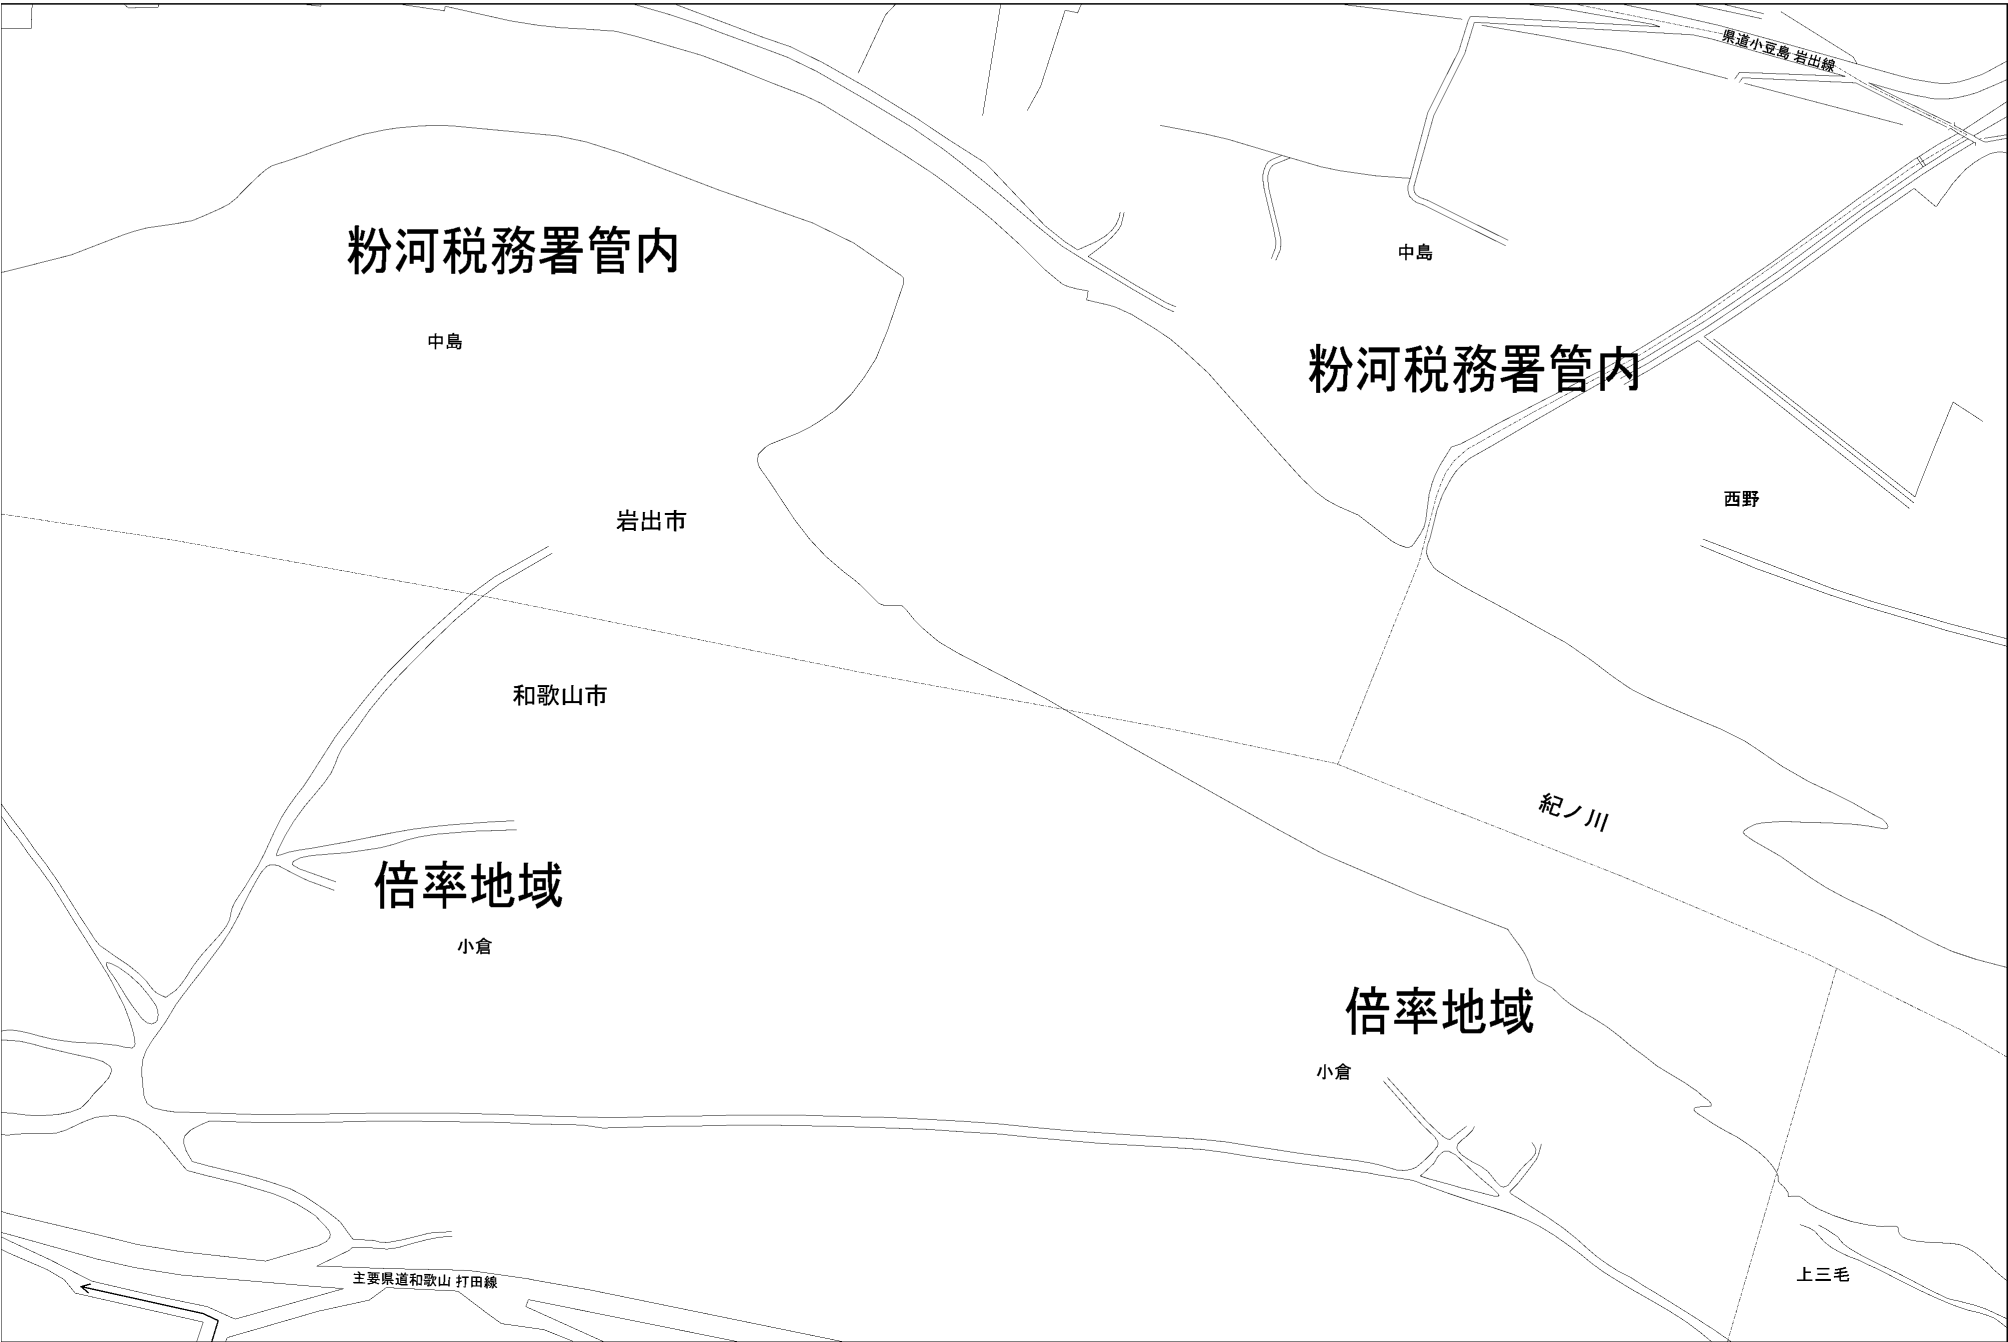 県道小豆島 岩出線
粉河税務署管内
中島
中島
粉河税務署管内
西野
岩出市
和歌山市
紀ノ川
倍率地域
小倉
倍率地域
小倉
上三毛
主要県道和歌山 打田線